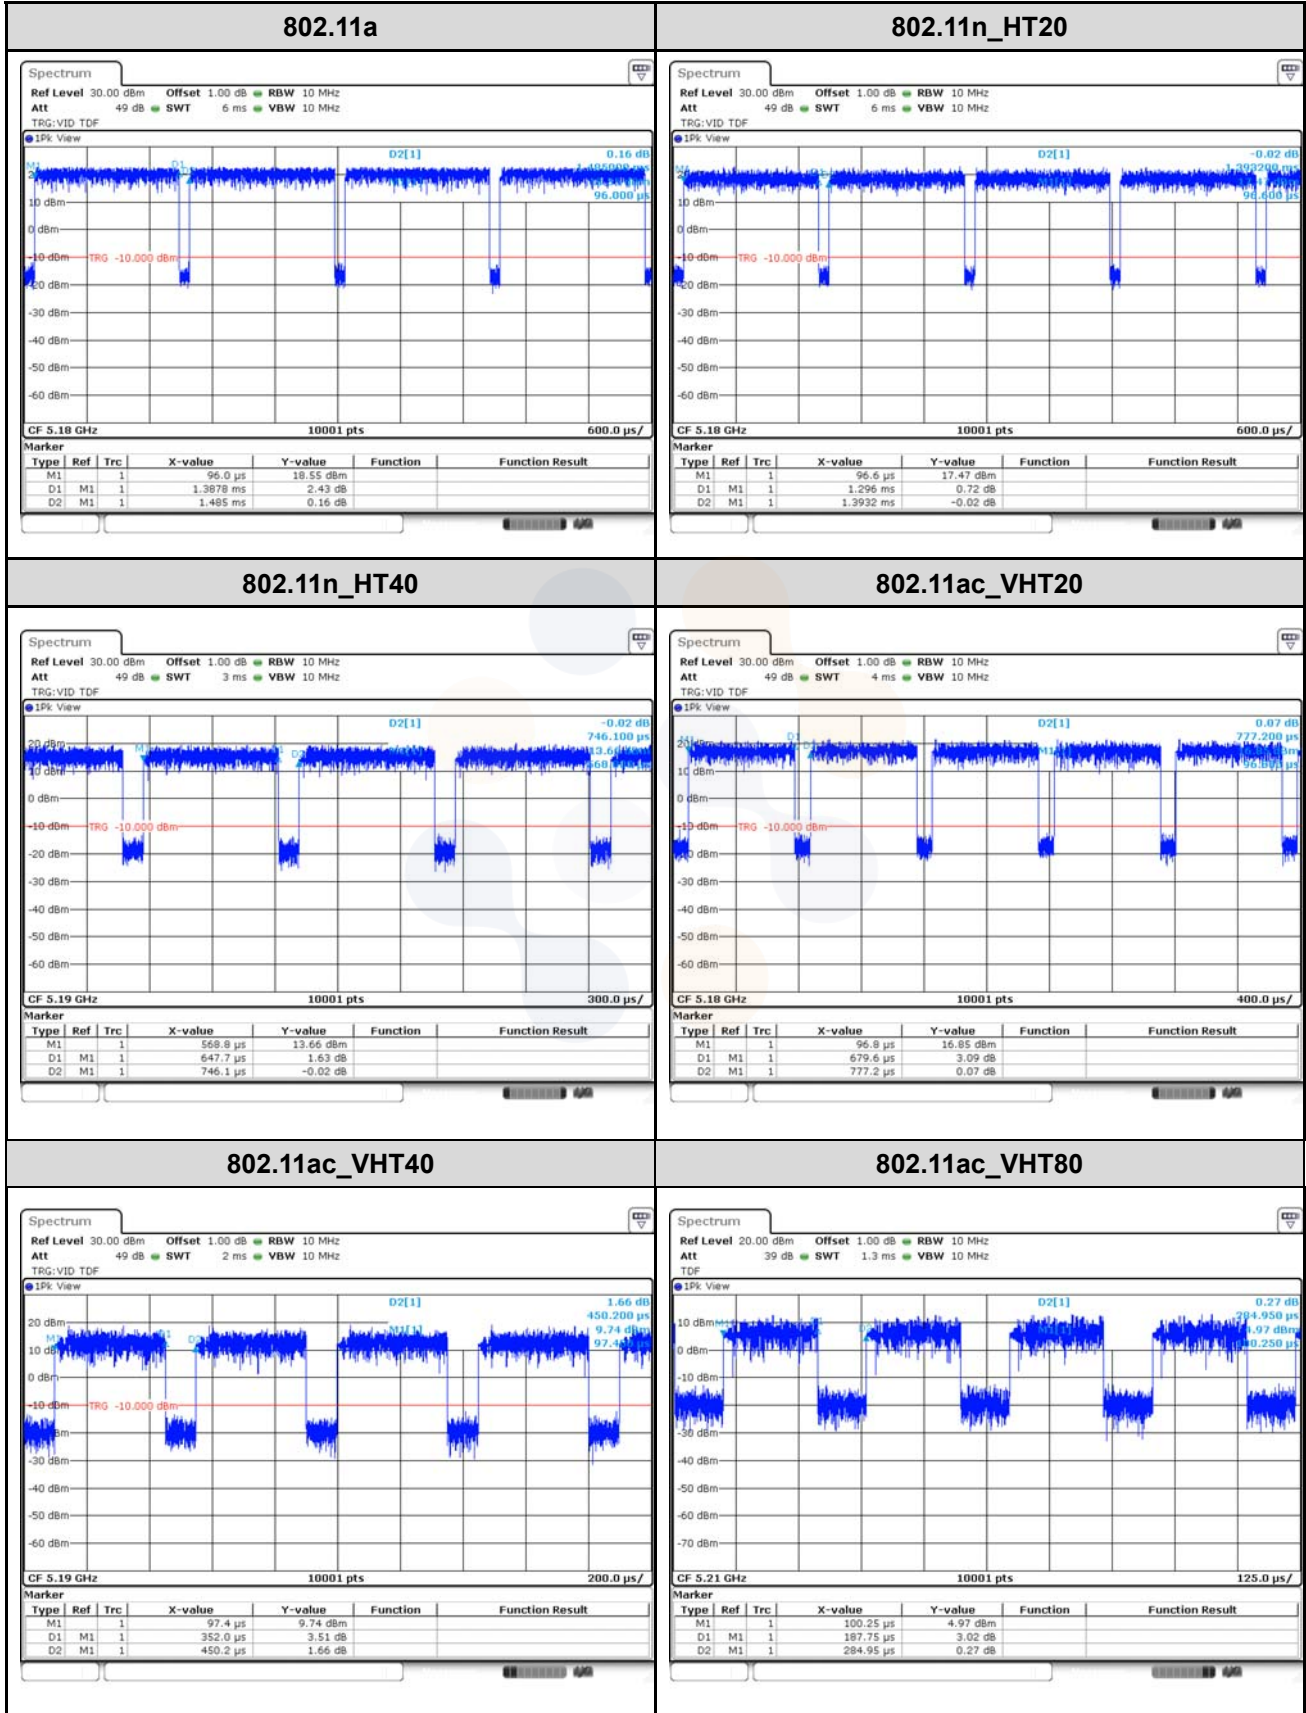 802.11a
802.11n_HT20
Spectrum
Ref Level 30.00 dBm Offset 1.00 dB RBW 10 MHz
Att 49 dB SWT 6 ms VBW 10 MHz
TRG:VID TDF
1Pk View
D2[1] 0.16 dB
96.000 µs
10 dBm
0 dBm
-10 dBm TRG -10.000 dBm
-20 dBm
-30 dBm
-40 dBm
-50 dBm
-60 dBm
CF 5.18 GHz 10001 pts 600.0 µs/
Marker
Type Ref Trc X-value Y-value Function Function Result
M1 1 96.0 µs 18.55 dBm
D1 M1 1 1.3878 ms 2.43 dB
D2 M1 1 1.485 ms 0.16 dB
Spectrum
Ref Level 30.00 dBm Offset 1.00 dB RBW 10 MHz
Att 49 dB SWT 6 ms VBW 10 MHz
TRG:VID TDF
1Pk View
D2[1] -0.02 dB
96.600 µs
10 dBm
0 dBm
-10 dBm TRG -10.000 dBm
-20 dBm
-30 dBm
-40 dBm
-50 dBm
-60 dBm
CF 5.18 GHz 10001 pts 600.0 µs/
Marker
Type Ref Trc X-value Y-value Function Function Result
M1 1 96.6 µs 17.47 dBm
D1 M1 1 1.296 ms 0.72 dB
D2 M1 1 1.3932 ms -0.02 dB
802.11n_HT40
802.11ac_VHT20
Spectrum
Ref Level 30.00 dBm Offset 1.00 dB RBW 10 MHz
Att 49 dB SWT 3 ms VBW 10 MHz
TRG:VID TDF
1Pk View
D2[1] -0.02 dB
746.100 µs
20 dBm
10 dBm
0 dBm
-10 dBm TRG -10.000 dBm
-20 dBm
-30 dBm
-40 dBm
-50 dBm
-60 dBm
CF 5.19 GHz 10001 pts 300.0 µs/
Marker
Type Ref Trc X-value Y-value Function Function Result
M1 1 568.8 µs 13.66 dBm
D1 M1 1 647.7 µs 1.63 dB
D2 M1 1 746.1 µs -0.02 dB
Spectrum
Ref Level 30.00 dBm Offset 1.00 dB RBW 10 MHz
Att 49 dB SWT 4 ms VBW 10 MHz
TRG:VID TDF
1Pk View
D2[1] 0.07 dB
777.200 µs
10 dBm
0 dBm
-10 dBm TRG -10.000 dBm
-20 dBm
-30 dBm
-40 dBm
-50 dBm
-60 dBm
CF 5.18 GHz 10001 pts 400.0 µs/
Marker
Type Ref Trc X-value Y-value Function Function Result
M1 1 96.8 µs 16.85 dBm
D1 M1 1 679.6 µs 3.09 dB
D2 M1 1 777.2 µs 0.07 dB
802.11ac_VHT40
802.11ac_VHT80
Spectrum
Ref Level 30.00 dBm Offset 1.00 dB RBW 10 MHz
Att 49 dB SWT 2 ms VBW 10 MHz
TRG:VID TDF
1Pk View
D2[1] 1.66 dB
450.200 µs
20 dBm M1[1] 9.74 dBm
0 dBm
-10 dBm TRG -10.000 dBm
-30 dBm
-40 dBm
-50 dBm
-60 dBm
CF 5.19 GHz 10001 pts 200.0 µs/
Marker
Type Ref Trc X-value Y-value Function Function Result
M1 1 97.4 µs 9.74 dBm
D1 M1 1 352.0 µs 3.51 dB
D2 M1 1 450.2 µs 1.66 dB
Spectrum
Ref Level 20.00 dBm Offset 1.00 dB RBW 10 MHz
Att 39 dB SWT 1.3 ms VBW 10 MHz
TDF
1Pk View
D2[1] 0.27 dB
284.950 µs
10 dBm
0 dBm
-10 dBm
-30 dBm
-40 dBm
-50 dBm
-60 dBm
-70 dBm
CF 5.21 GHz 10001 pts 125.0 µs/
Marker
Type Ref Trc X-value Y-value Function Function Result
M1 1 100.25 µs 4.97 dBm
D1 M1 1 187.75 µs 3.02 dB
D2 M1 1 284.95 µs 0.27 dB